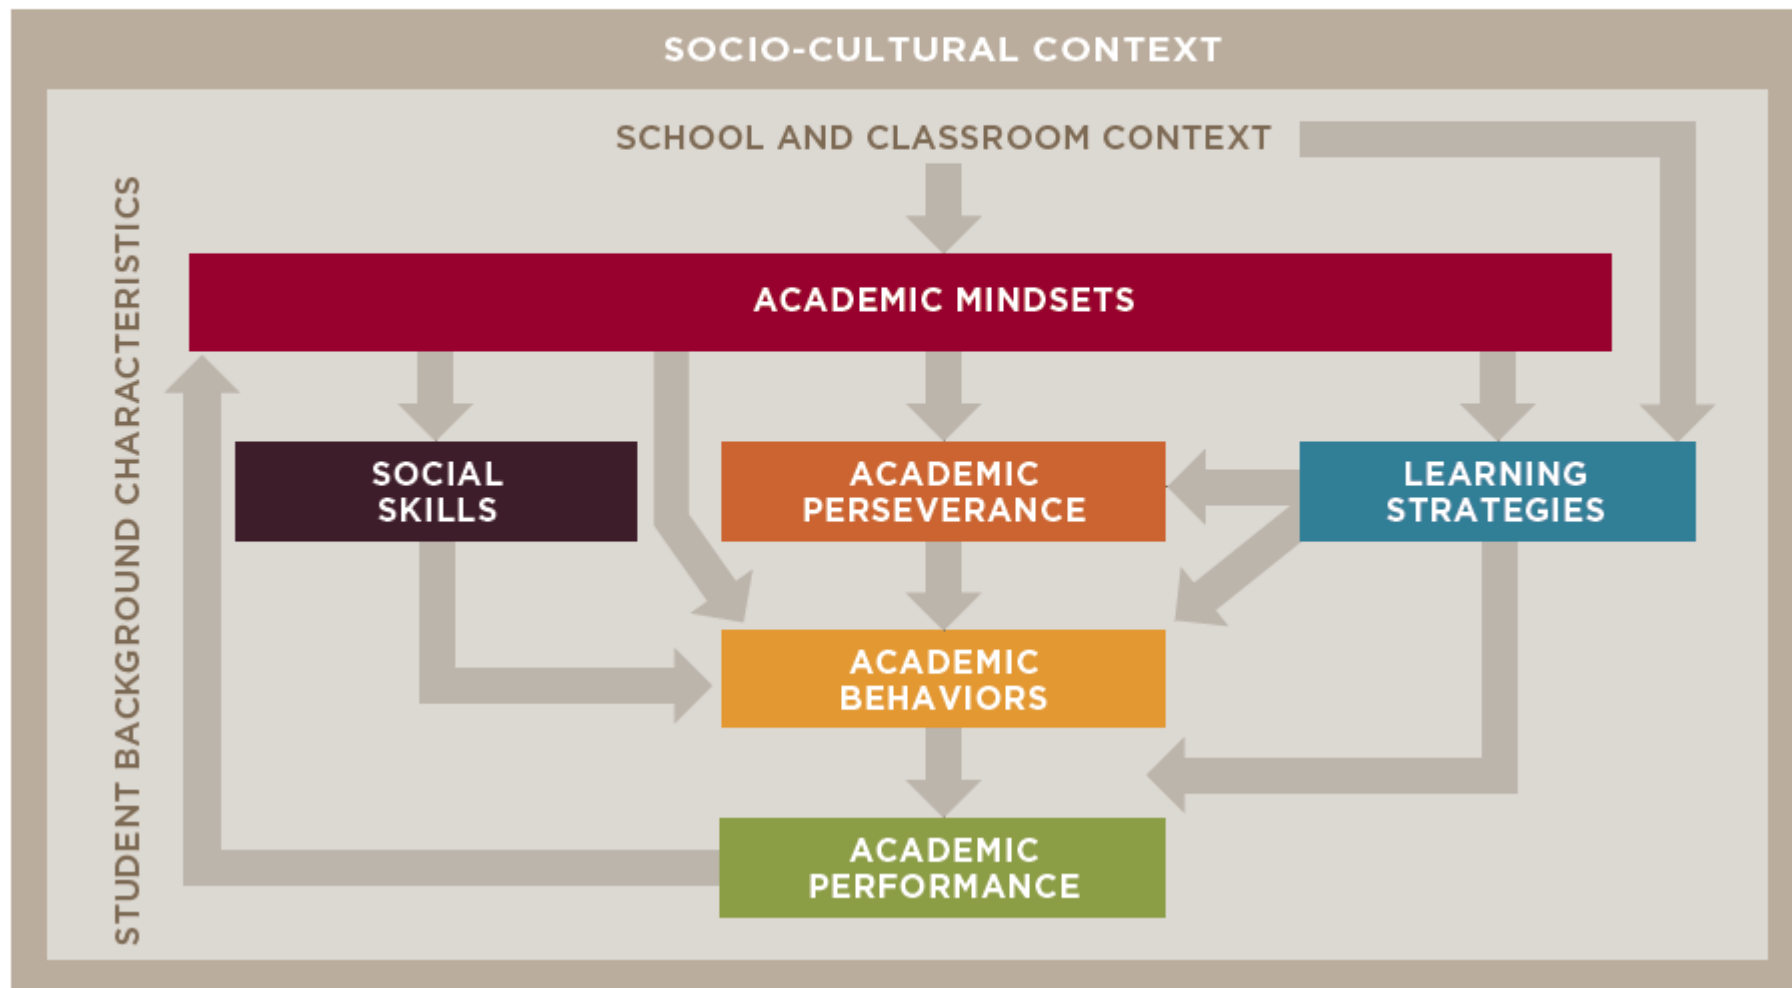 SOCIO-CULTURAL CONTEXT
SCHOOL AND CLASSROOM CONTEXT
STUDENT BACKGROUND CHARACTERISTICS
ACADEMIC MINDSETS
SOCIAL
SKILLS
ACADEMIC
PERSEVERANCE
LEARNING
STRATEGIES
ACADEMIC
BEHAVIORS
ACADEMIC
PERFORMANCE